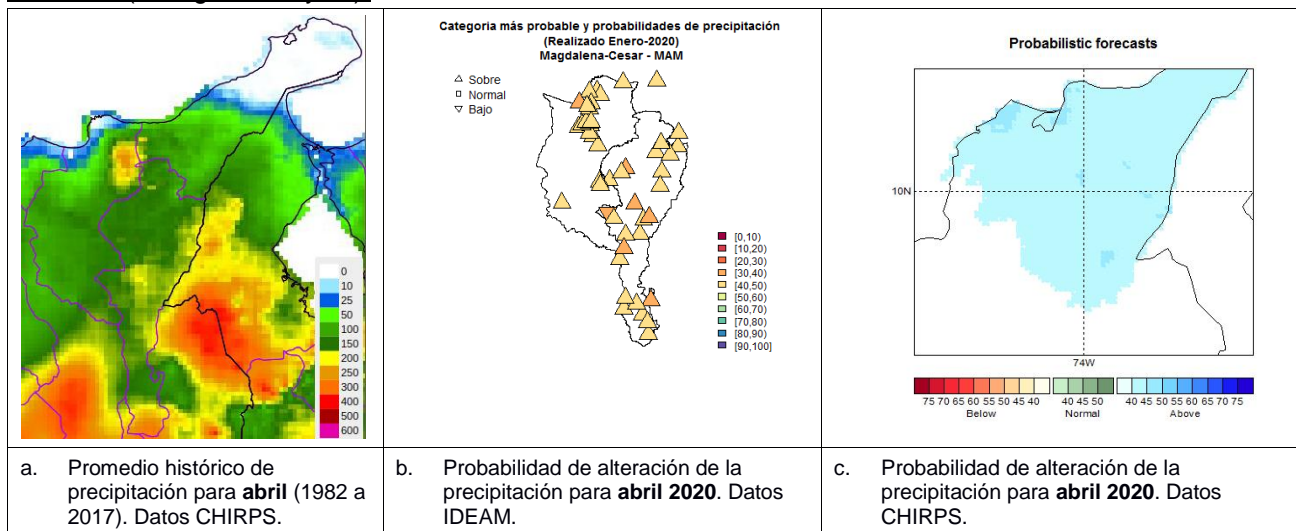 0
10
25
50
100
150
200
250
300
400
500
600
Categoria más probable y probabilidades de precipitación
(Realizado Enero-2020)
Magdalena-Cesar - MAM
Sobre
Normal
Bajo
[0,10)
[10,20)
[20,30)
[30,40)
[40,50)
[50,60)
[60,70)
[70,80)
[80,90)
[90,100]
Probabilistic forecasts
10N
74W
75 70 65 60 55 50 45 40
Below
40 45 50
Normal
40 45 50 55 60 65 70 75
Above
a. Promedio histórico de
precipitación para abril (1982 a
2017). Datos CHIRPS.
b. Probabilidad de alteración de la
precipitación para abril 2020. Datos
IDEAM.
c. Probabilidad de alteración de la
precipitación para abril 2020. Datos
CHIRPS.